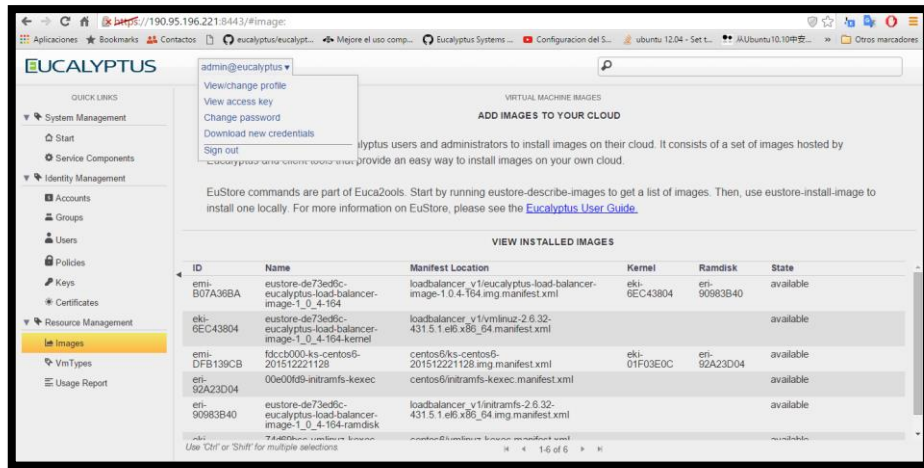 https://190.95.196.221:8443/#image:
Aplicaciones Bookmarks Contactos eucalyptus/eucalypt... Mejore el uso comp... Eucalyptus Systems ... Configuracion del S... ubuntu 12.04 - Set t... Otros marcadores
EUCALYPTUS
admin@eucalyptus
View/change profile
View access key
Change password
Download new credentials
Sign out
QUICK LINKS
System Management
Start
Service Components
Identity Management
Accounts
Groups
Users
Policies
Keys
Certificates
Resource Management
Images
VmTypes
Usage Report
VIRTUAL MACHINE IMAGES
ADD IMAGES TO YOUR CLOUD
users and administrators to install images on their cloud. It consists of a set of images hosted by
Eucalyptus and client tools that provide an easy way to install images on your own cloud.
EuStore commands are part of Euca2ools. Start by running eustore-describe-images to get a list of images. Then, use eustore-install-image to
install one locally. For more information on EuStore, please see the Eucalyptus User Guide.
VIEW INSTALLED IMAGES
ID Name Manifest Location Kernel Ramdisk State
emi-B07A36BA eustore-de73ed6c-eucalyptus-load-balancer-image-1_0_4-164 loadbalancer_v1/eucalyptus-load-balancer-image-1.0.4-164.img.manifest.xml eki-6EC43804 eri-90983B40 available
eki-6EC43804 eustore-de73ed6c-eucalyptus-load-balancer-image-1_0_4-164-kernel loadbalancer_v1/vmlinuz-2.6.32-431.5.1.el6.x86_64.manifest.xml available
emi-DFB139CB fdccb000-ks-centos6-201512221128 centos6/ks-centos6-201512221128.img.manifest.xml eki-01F03E0C eri-92A23D04 available
eri-92A23D04 00e00fd9-initramfs-kexec centos6/initramfs-kexec.manifest.xml available
eri-90983B40 eustore-de73ed6c-eucalyptus-load-balancer-image-1_0_4-164-ramdisk loadbalancer_v1/initramfs-2.6.32-431.5.1.el6.x86_64.img.manifest.xml available
Use 'Ctrl' or 'Shift' for multiple selections.
1-6 of 6